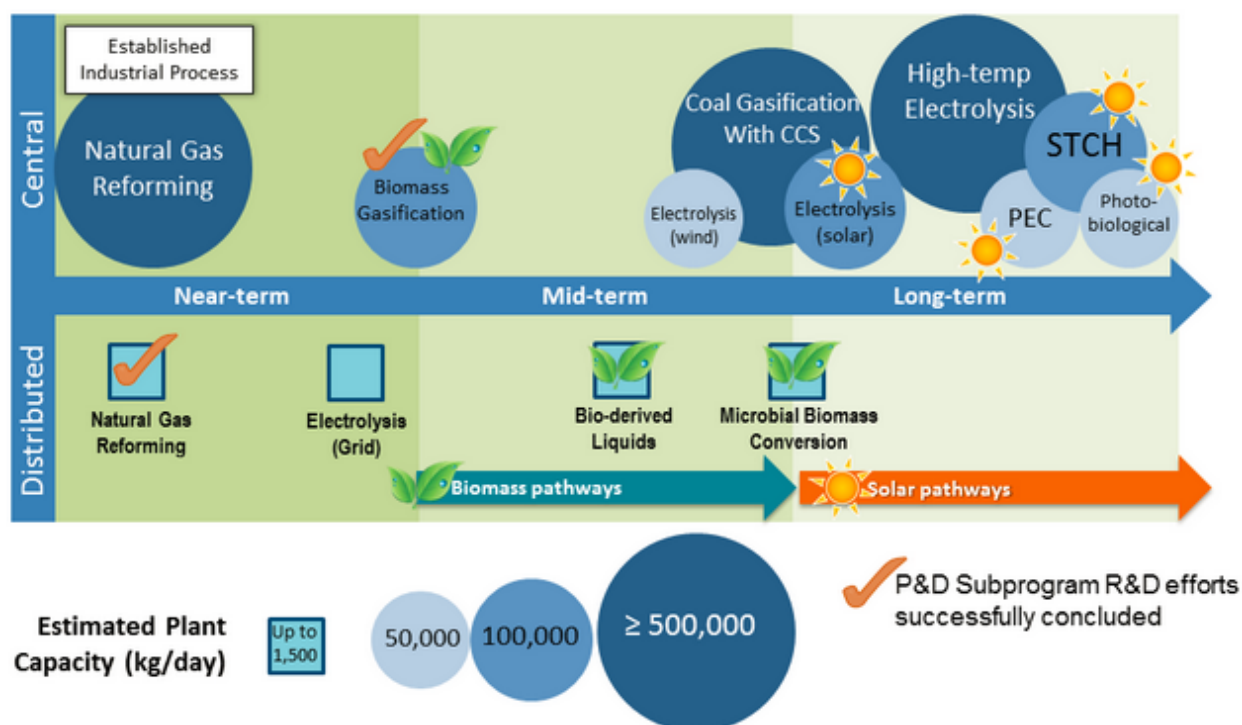 Established
Industrial Process
Central
Natural Gas
Reforming
Biomass
Gasification
Coal Gasification
With CCS
Electrolysis
(wind)
Electrolysis
(solar)
High-temp
Electrolysis
STCH
PEC
Photo-
biological
Near-term
Mid-term
Long-term
Distributed
Natural Gas
Reforming
Electrolysis
(Grid)
Bio-derived
Liquids
Microbial Biomass
Conversion
Biomass pathways
Solar pathways
Estimated Plant
Capacity (kg/day)
Up to
1,500
50,000
100,000
≥ 500,000
P&D Subprogram R&D efforts
successfully concluded